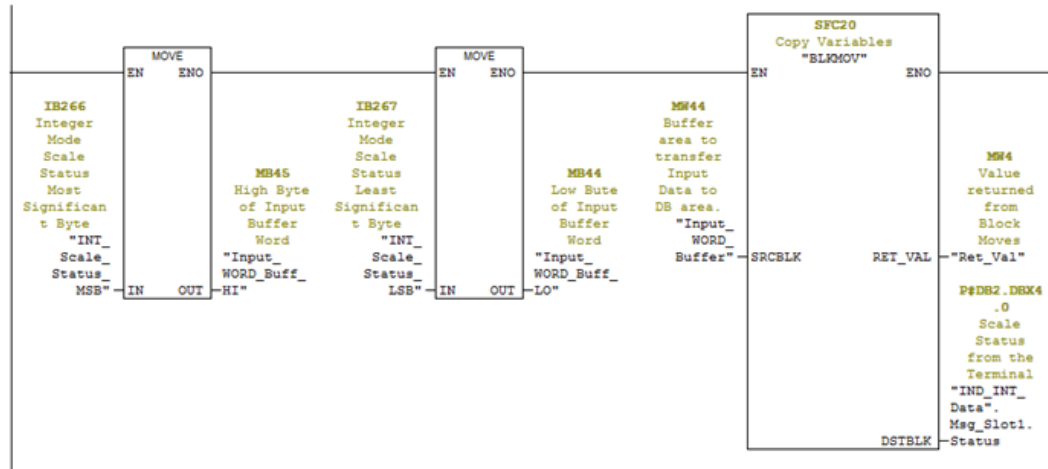 MOVE
EN ENO
IB266
Integer
Mode
Scale
Status
Most
Significan
t Byte
"INT_
Scale_
Status_
MSB"
IN OUT
MB45
High Byte
of Input
Buffer
Word
"Input_
WORD_Buff_
HI"
MOVE
EN ENO
IB267
Integer
Mode
Scale
Status
Least
Significan
t Byte
"INT_
Scale_
Status_
LSB"
IN OUT
MB44
Low Bute
of Input
Buffer
Word
"Input_
WORD_Buff_
LO"
SFC20
Copy Variables
"BLKMOV"
EN ENO
MW44
Buffer
area to
transfer
Input
Data to
DB area.
"Input_
WORD_
Buffer"
SRCBLK RET_VAL
MW4
Value
returned
from
Block
Moves
"Ret_Val"
P#DB2.DBX4
.0
Scale
Status
from the
Terminal
"IND_INT_
Data".
Msg_Slot1.
Status
DSTBLK